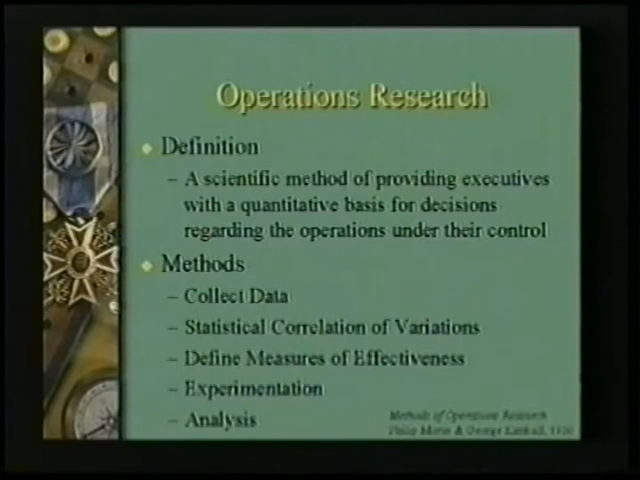 Operations Research
Definition
– A scientific method of providing executives
with a quantitative basis for decisions
regarding the operations under their control
Methods
– Collect Data
– Statistical Correlation of Variations
– Define Measures of Effectiveness
– Experimentation
– Analysis
Methods of Operations Research
Philip Morse & George Kimball,